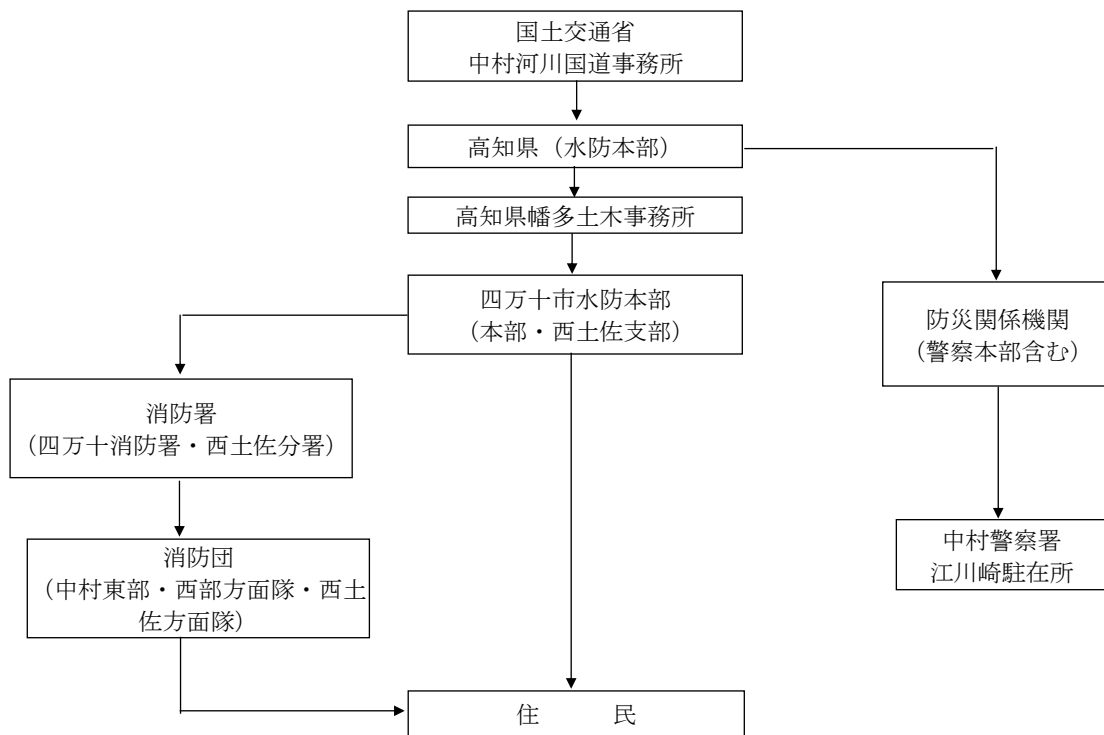 国土交通省
中村河川国道事務所
高知県（水防本部）
高知県幡多土木事務所
四万十市水防本部
（本部・西土佐支部）
防災関係機関
（警察本部含む）
消防署
（四万十消防署・西土佐分署）
中村警察署
江川崎駐在所
消防団
（中村東部・西部方面隊・西土
佐方面隊）
住　　　民